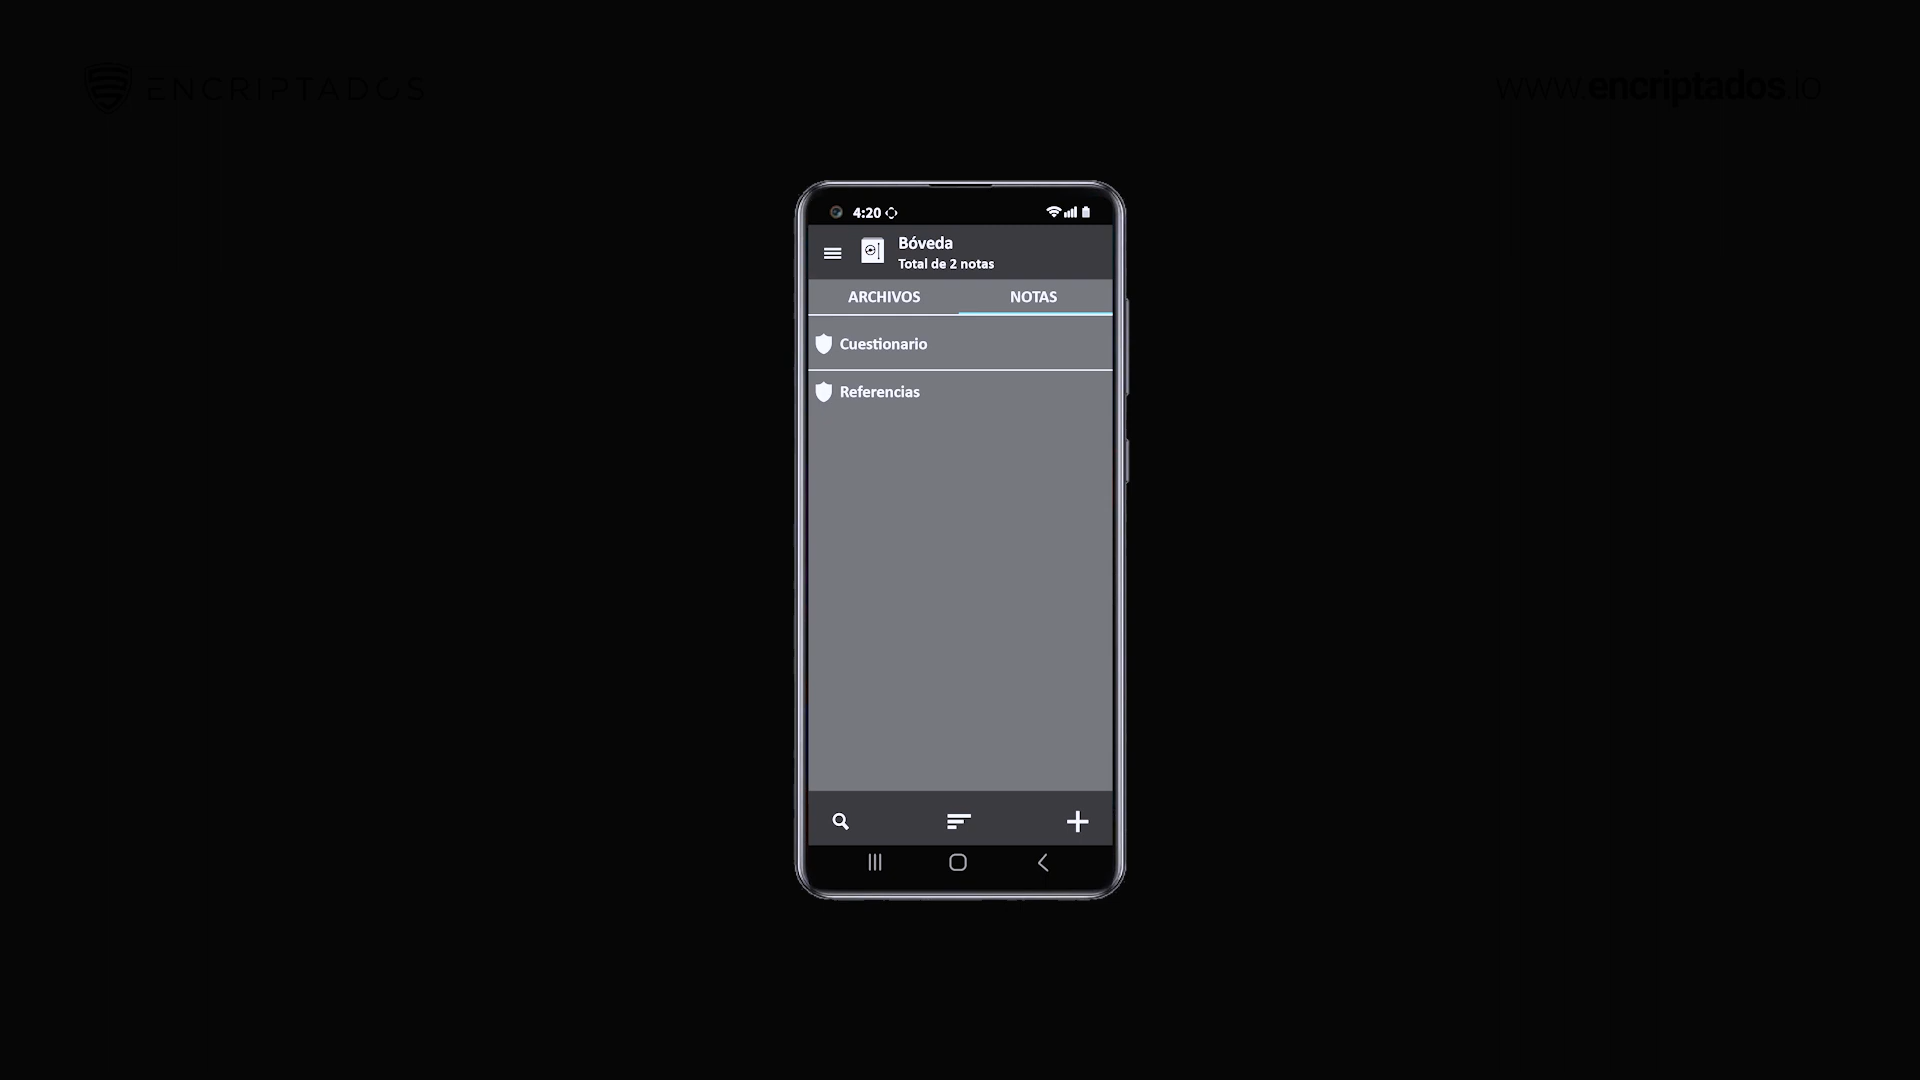 ENCRIPTADOS
www.encriptados.io
4:20
Bóveda
Total de 2 notas
ARCHIVOS
NOTAS
Cuestionario
Referencias